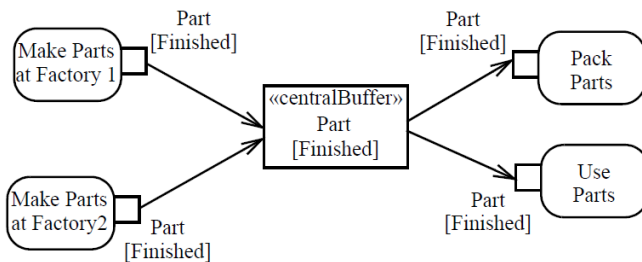 Make Parts
at Factory 1
Part
[Finished]
«centralBuffer»
Part
[Finished]
Part
[Finished]
Pack
Parts
Make Parts
at Factory2
Part
[Finished]
Part
[Finished]
Use
Parts